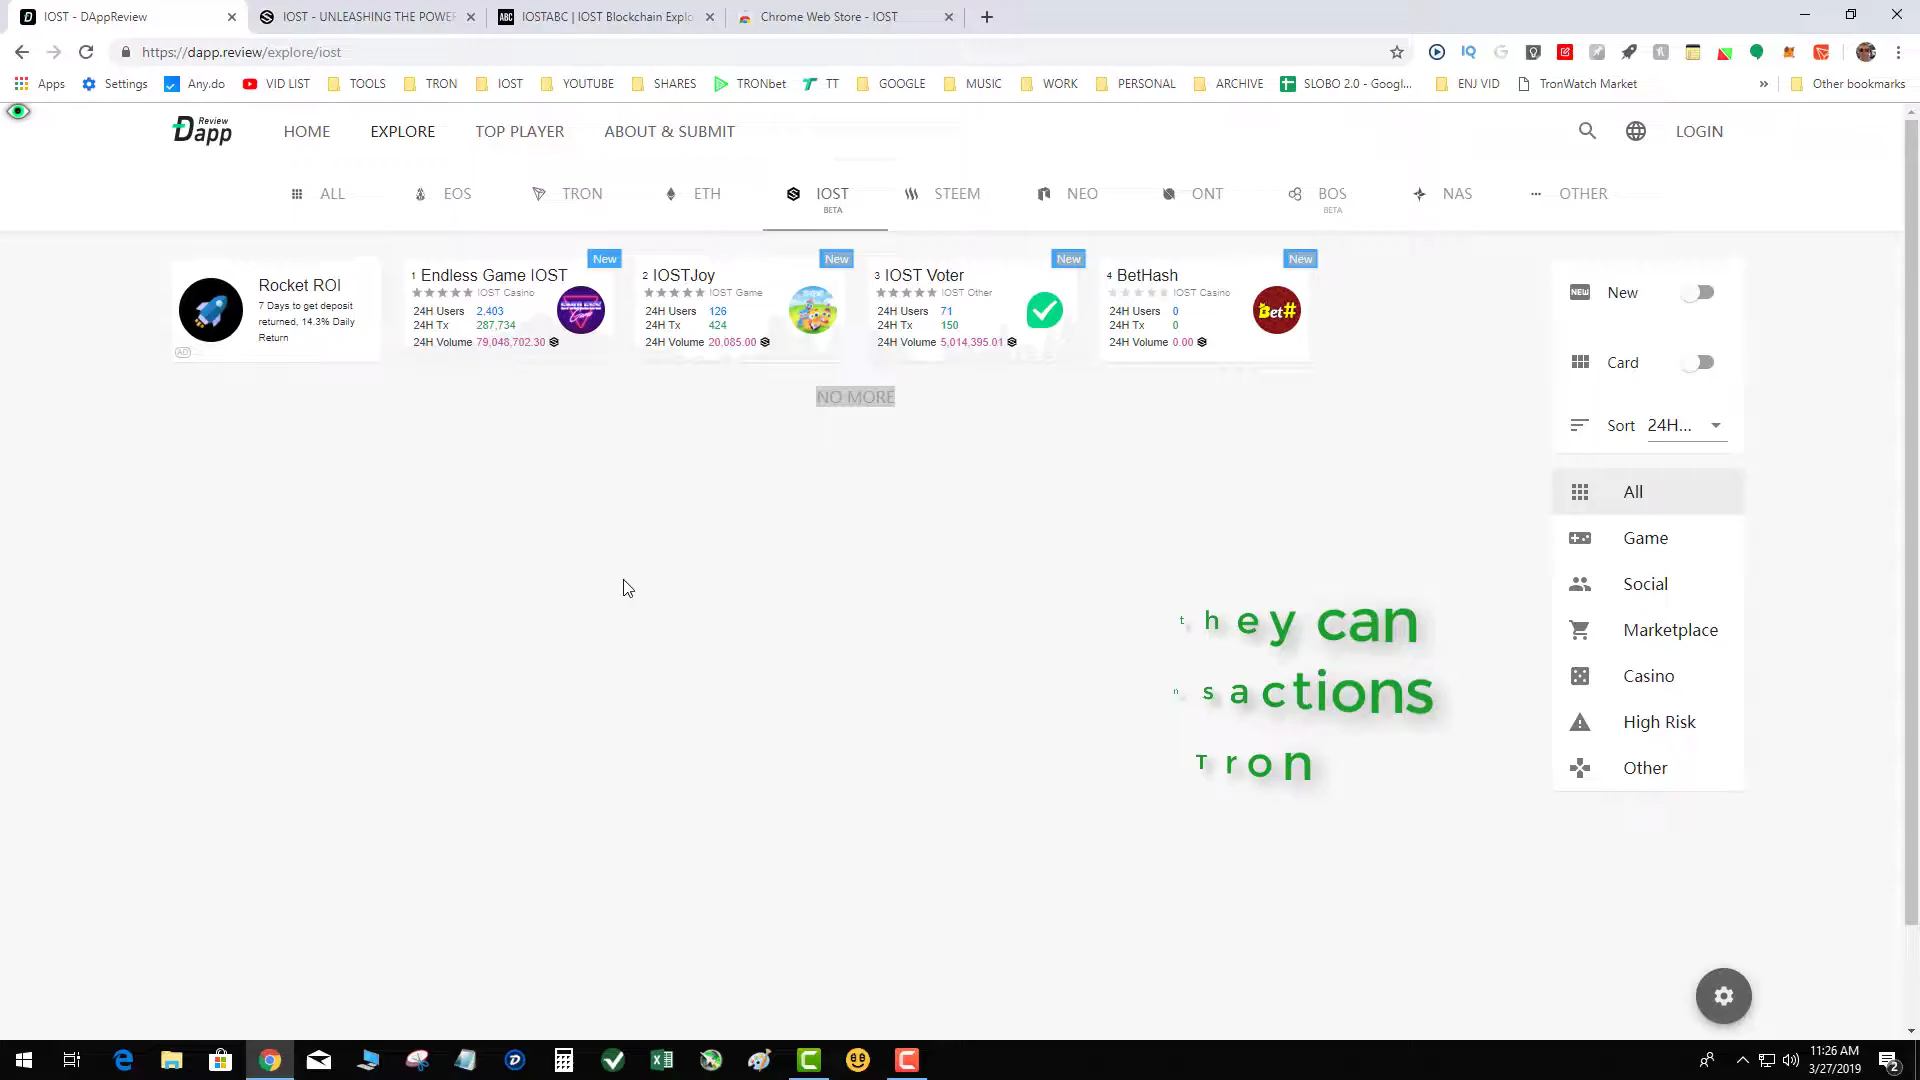 IOST - DAppReview
IOST - UNLEASHING THE POWER
IOSTABC | IOST Blockchain Explo
Chrome Web Store - IOST
https://dapp.review/explore/iost
Apps
Settings
Any.do
VID LIST
TOOLS
TRON
IOST
YOUTUBE
SHARES
TRONbet
TT
GOOGLE
MUSIC
WORK
PERSONAL
ARCHIVE
SLOBO 2.0 - Googl...
ENJ VID
TronWatch Market
Other bookmarks
Review
Dapp
HOME
EXPLORE
TOP PLAYER
ABOUT & SUBMIT
LOGIN
ALL
EOS
TRON
ETH
IOST
BETA
STEEM
NEO
ONT
BOS
BETA
NAS
OTHER
Rocket ROI
7 Days to get deposit
returned, 14.3% Daily
Return
AD
New
1 Endless Game IOST
IOST Casino
24H Users 2,403
24H Tx 287,734
24H Volume 79,048,702.30
New
2 IOSTJoy
IOST Game
24H Users 126
24H Tx 424
24H Volume 20,085.00
New
3 IOST Voter
IOST Other
24H Users 71
24H Tx 150
24H Volume 5,014,395.01
New
4 BetHash
IOST Casino
24H Users 0
24H Tx 0
24H Volume 0.00
Bet#
NO MORE
New
Card
Sort 24H...
All
Game
Social
Marketplace
Casino
High Risk
Other
they can
nsactions
Tron
11:26 AM
3/27/2019
2